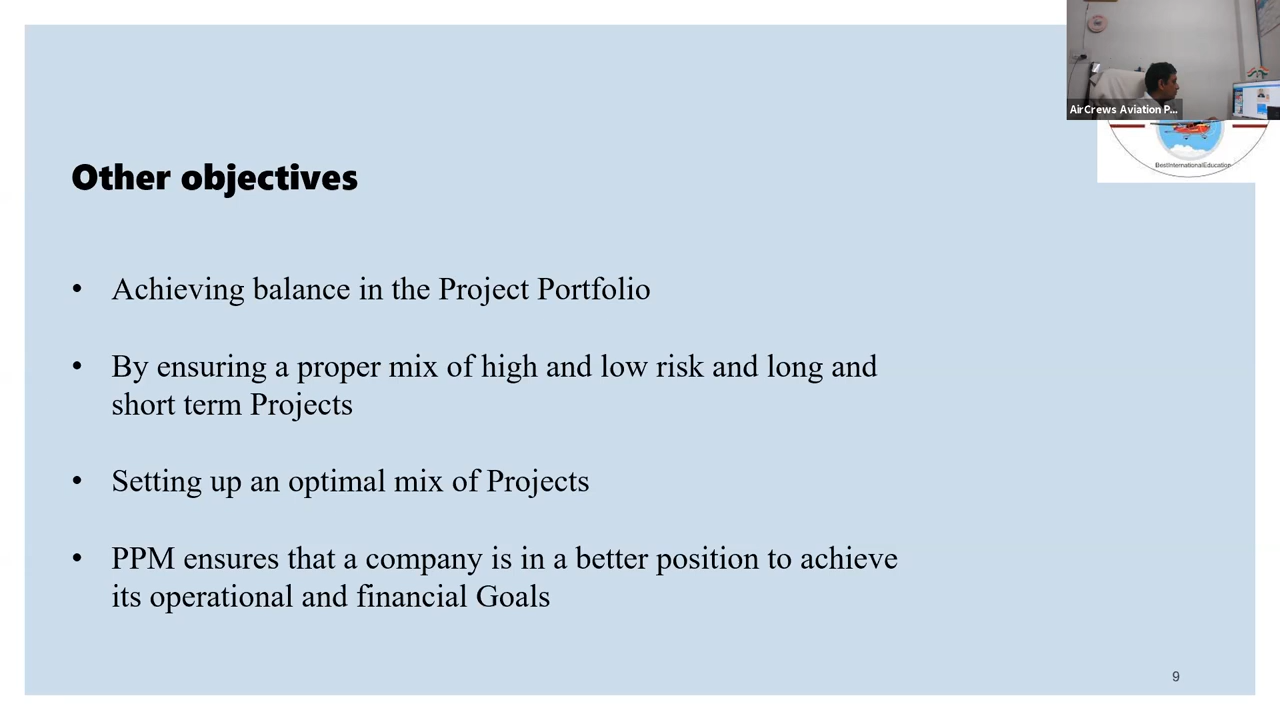 AirCrews Aviation P...
BestInternationalEducation
Other objectives
• Achieving balance in the Project Portfolio
• By ensuring a proper mix of high and low risk and long and
short term Projects
• Setting up an optimal mix of Projects
• PPM ensures that a company is in a better position to achieve
its operational and financial Goals
9